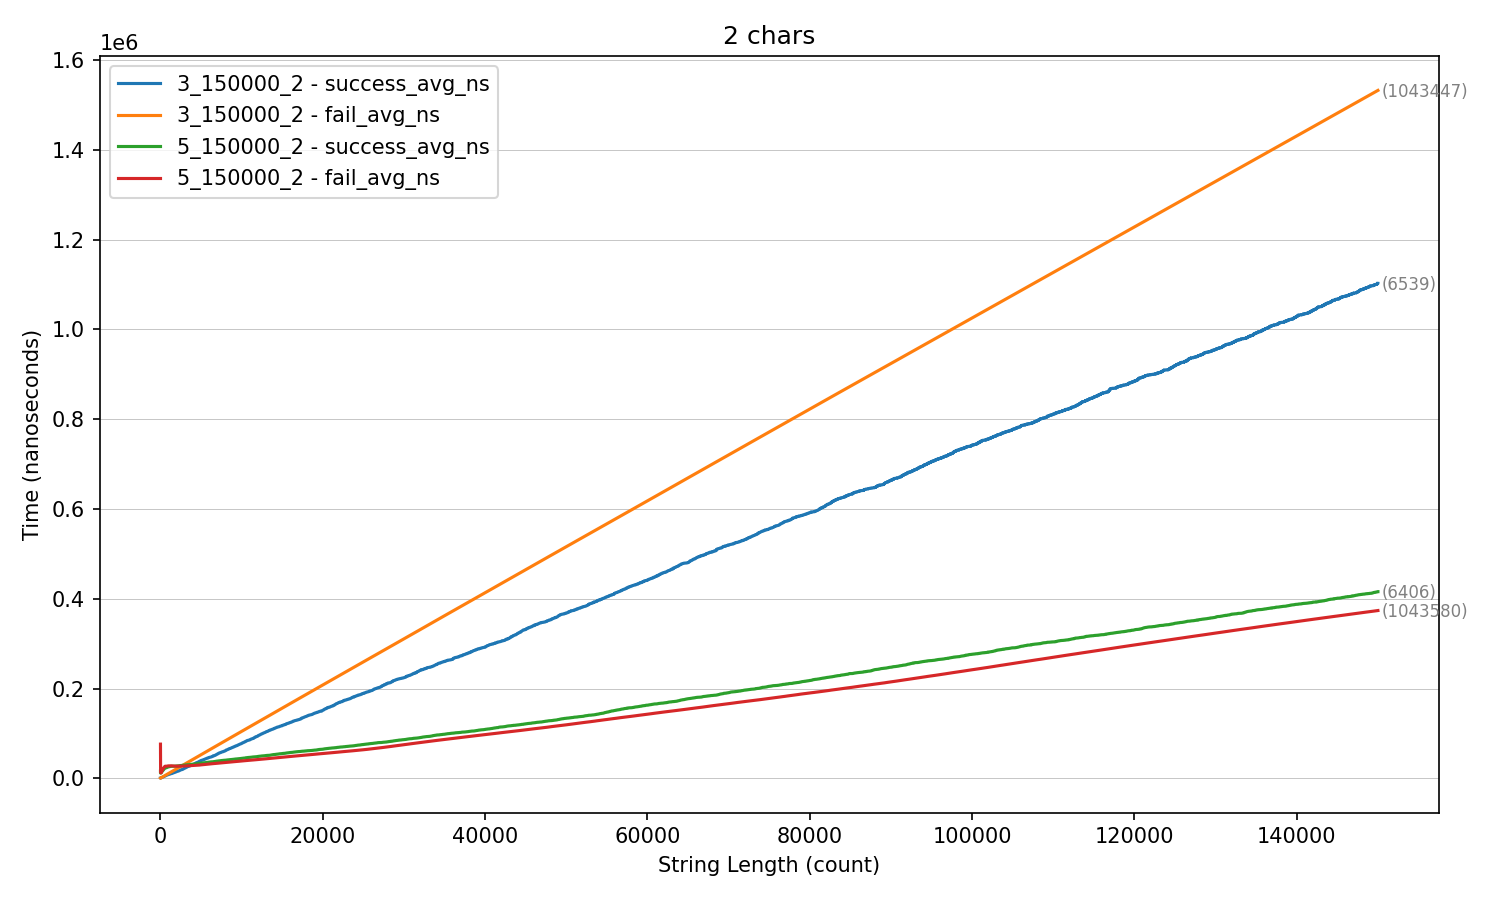 2 chars
1e6
1.6
1.4
1.2
1.0
0.8
0.6
0.4
0.2
0.0
Time (nanoseconds)
3_150000_2 - success_avg_ns
3_150000_2 - fail_avg_ns
5_150000_2 - success_avg_ns
5_150000_2 - fail_avg_ns
(1043447)
(6539)
(6406)
(1043580)
0 20000 40000 60000 80000 100000 120000 140000
String Length (count)